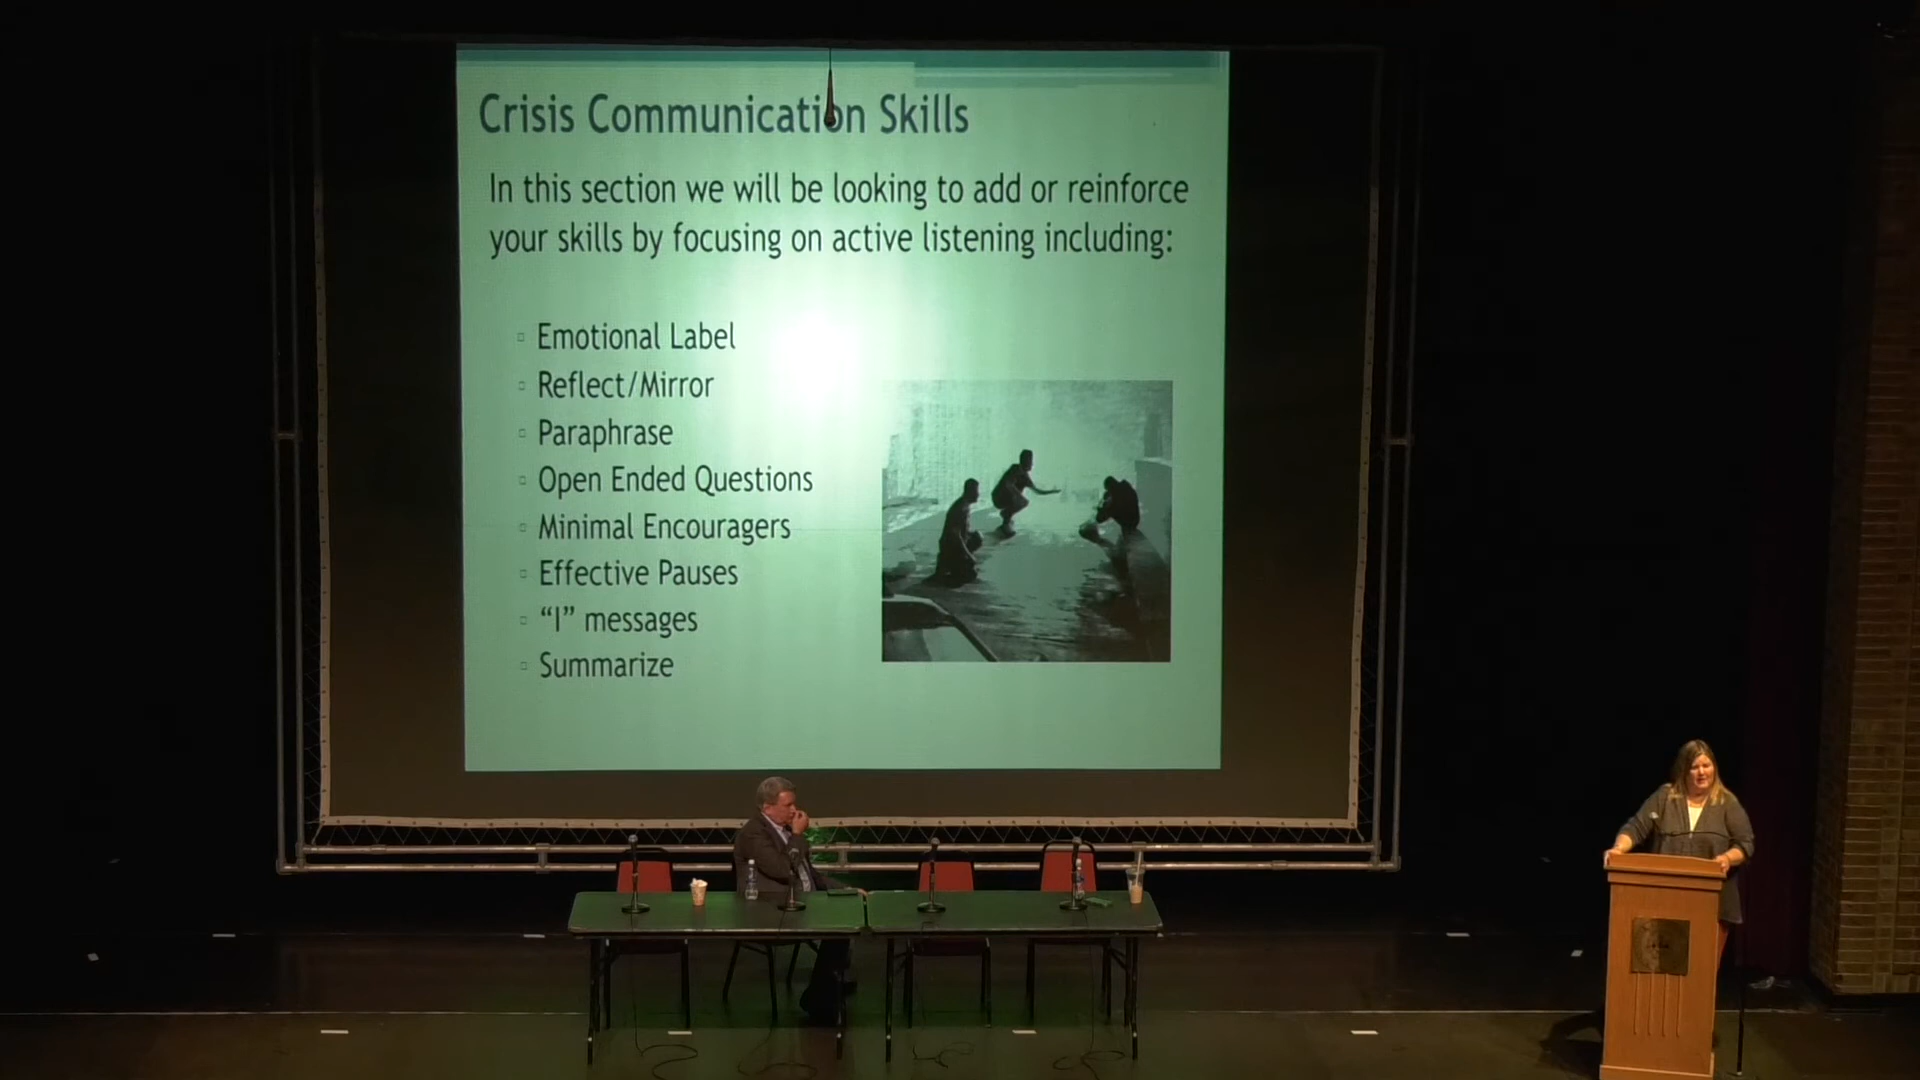 Crisis Communication Skills
In this section we will be looking to add or reinforce
your skills by focusing on active listening including:
Emotional Label
Reflect/Mirror
Paraphrase
Open Ended Questions
Minimal Encouragers
Effective Pauses
“I” messages
Summarize